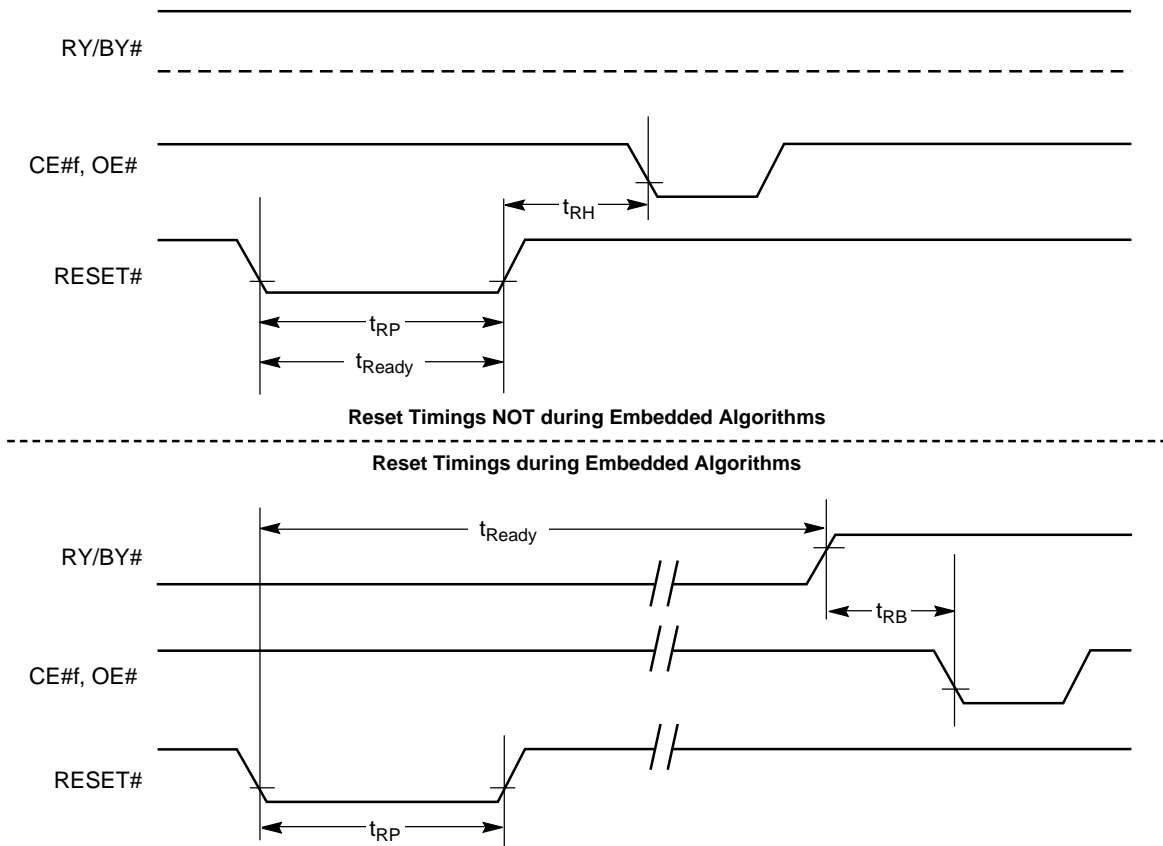 RY/BY#
CE#f, OE#
tRH
RESET#
tRP
tReady
Reset Timings NOT during Embedded Algorithms
Reset Timings during Embedded Algorithms
tReady
RY/BY#
tRB
CE#f, OE#
RESET#
tRP